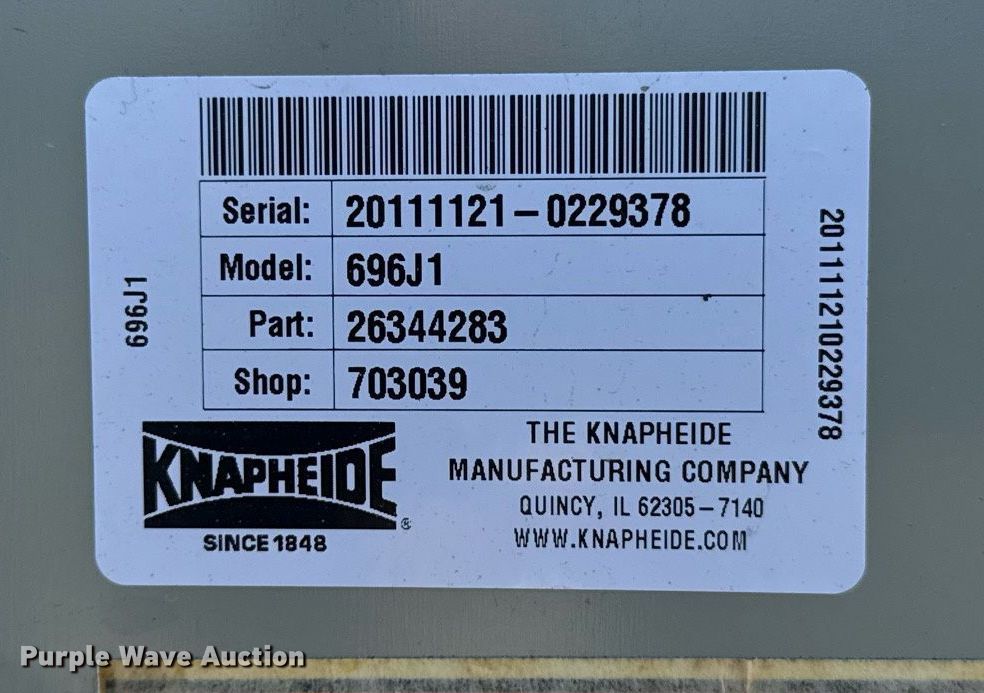 Serial: 20111121-0229378
Model: 696J1
Part: 26344283
Shop: 703039
696J1
201111210229378
KNAPHEIDE®
SINCE 1848
THE KNAPHEIDE
MANUFACTURING COMPANY
QUINCY, IL 62305-7140
WWW.KNAPHEIDE.COM
Purple Wave Auction